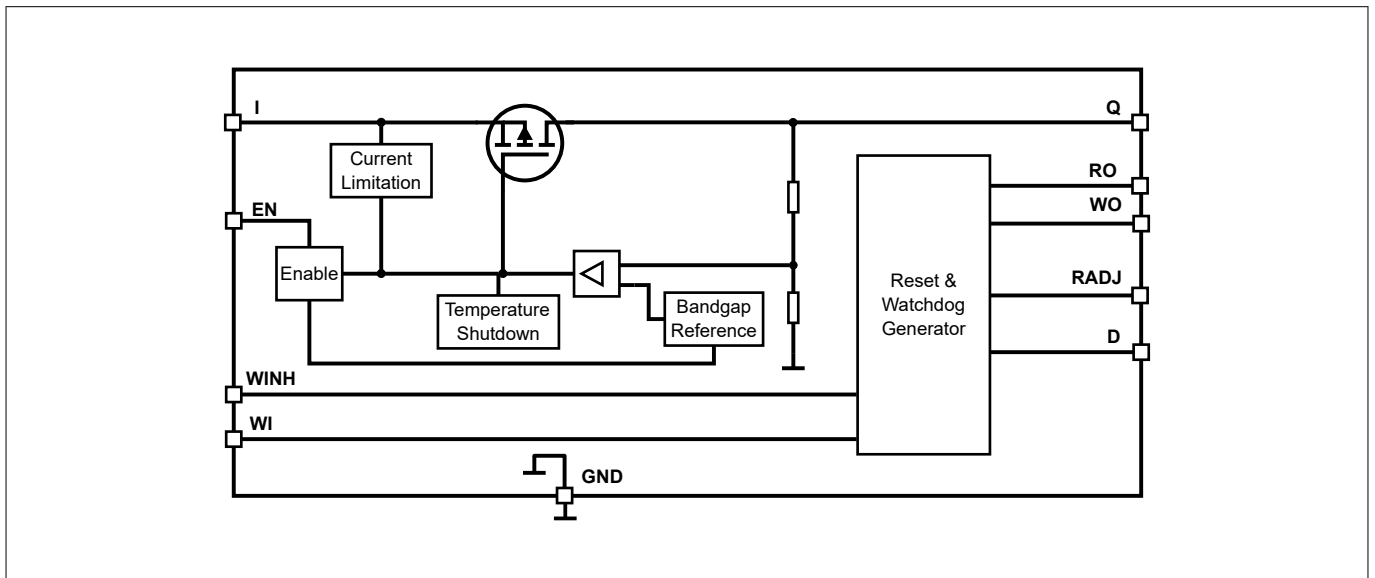 I
Q
Current
Limitation
RO
WO
EN
Enable
Temperature
Shutdown
Bandgap
Reference
Reset &
Watchdog
Generator
RADJ
D
WINH
WI
GND